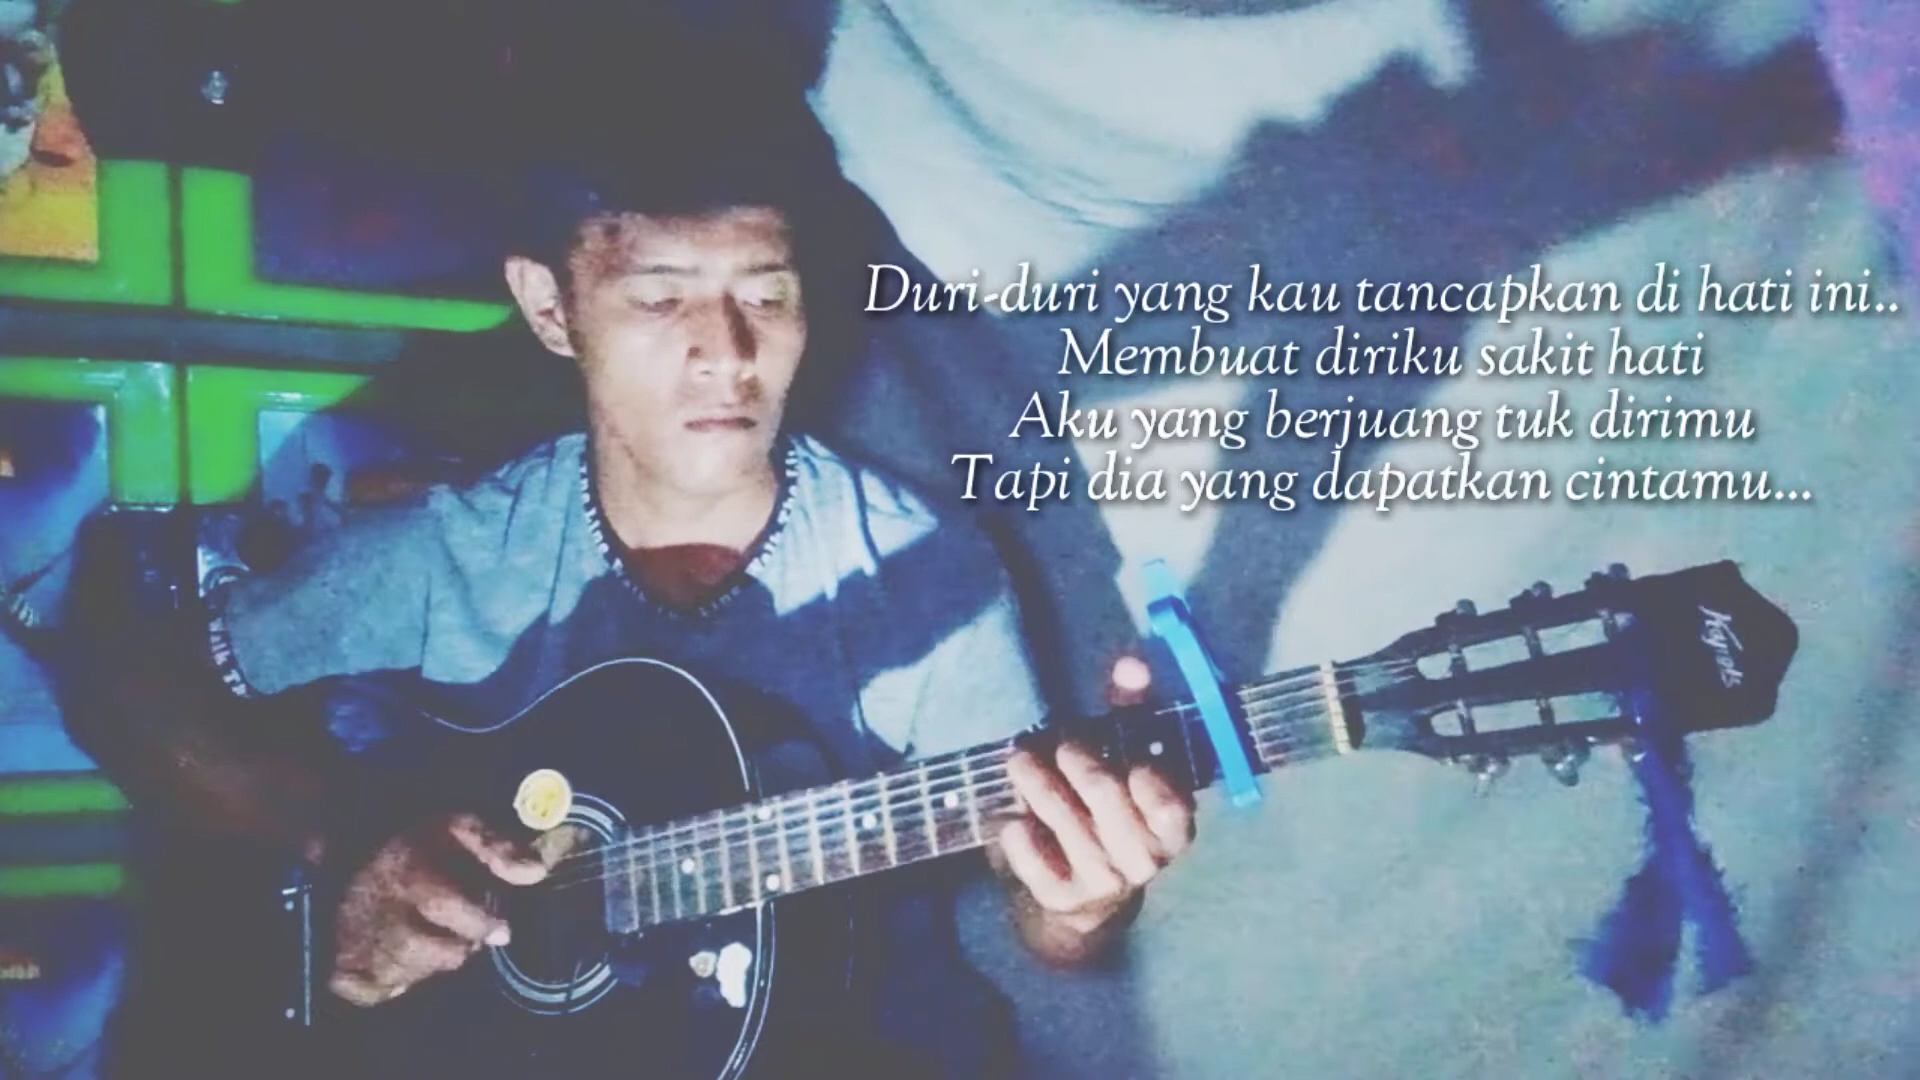 Duri-duri yang kau tancapkan di hati ini..
Membuat diriku sakit hati
Aku yang berjuang tuk dirimu
Tapi dia yang dapatkan cintamu...